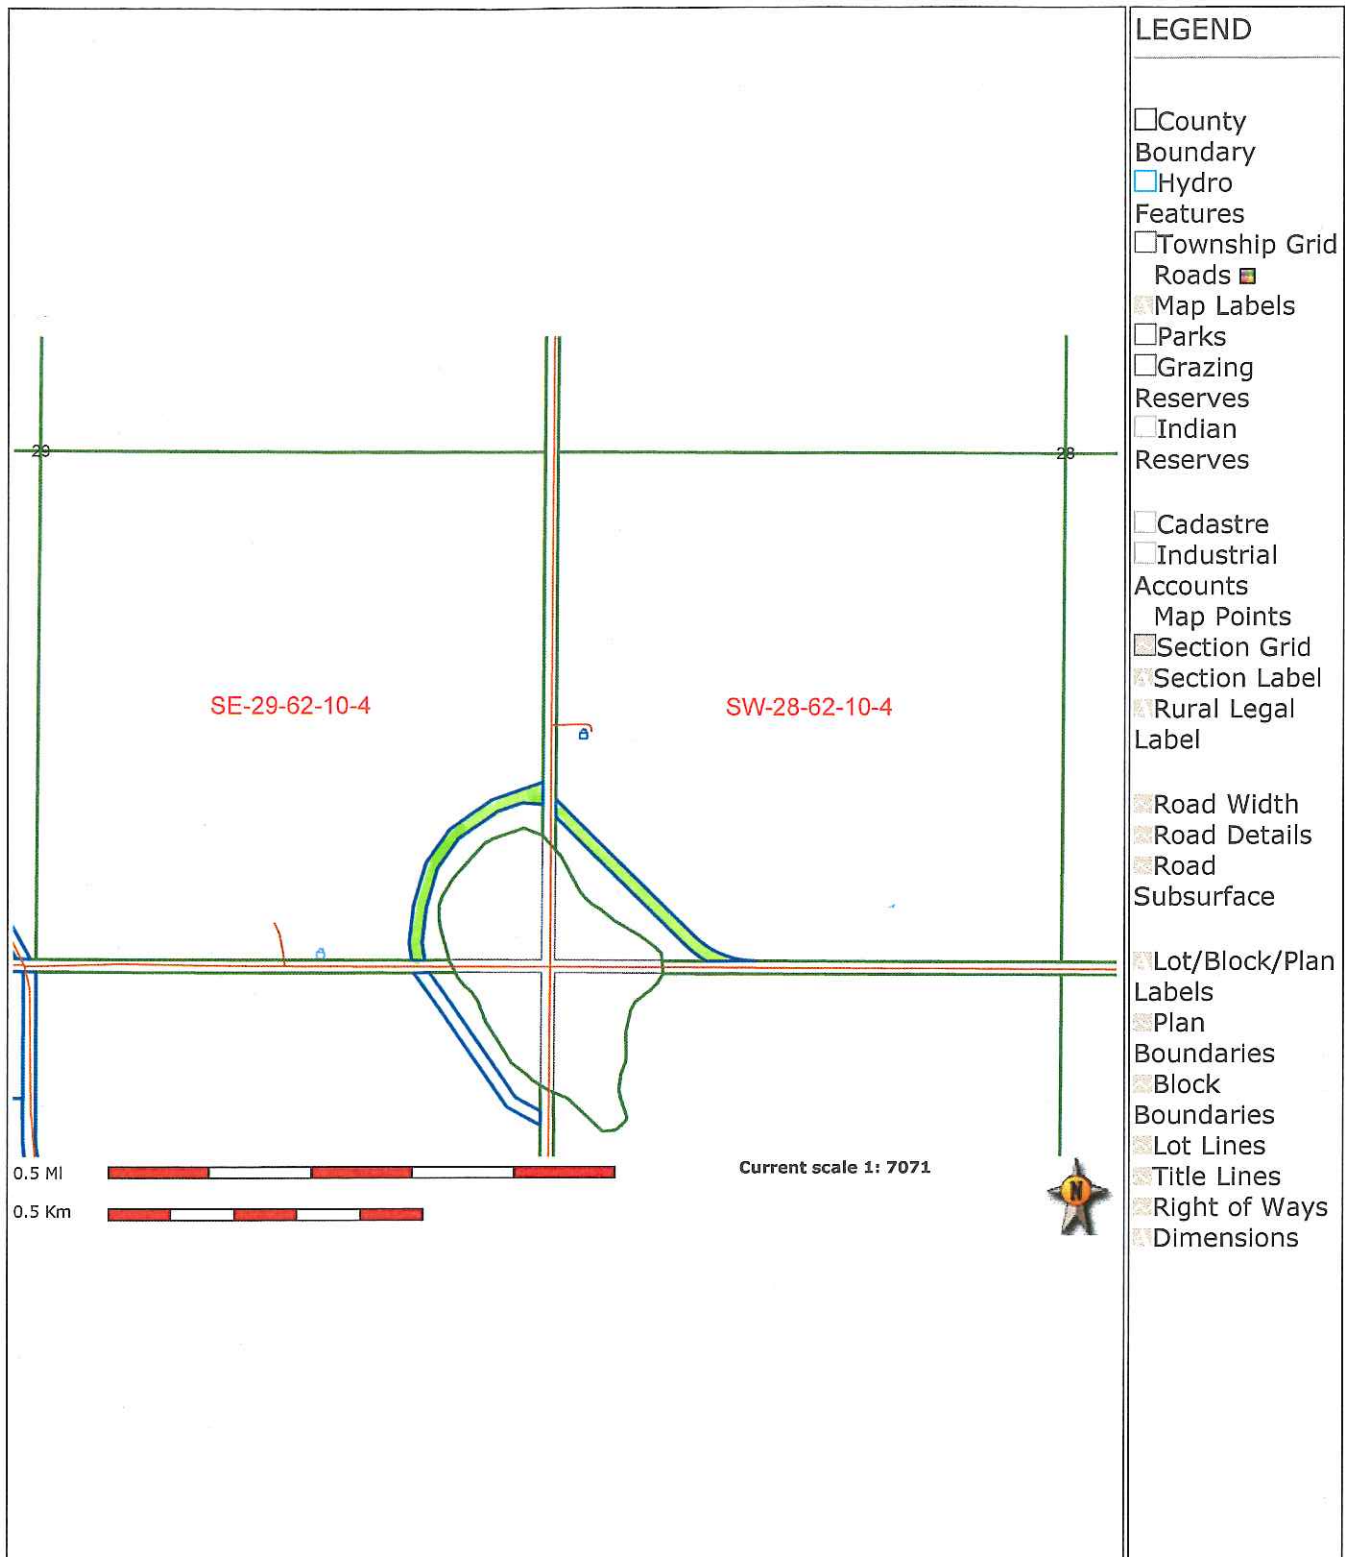 LEGEND
County
Boundary
Hydro
Features
Township Grid
Roads
Map Labels
Parks
Grazing
Reserves
Indian
Reserves
Cadastre
Industrial
Accounts
Map Points
Section Grid
Section Label
Rural Legal
Label
Road Width
Road Details
Road
Subsurface
Lot/Block/Plan
Labels
Plan
Boundaries
Block
Boundaries
Lot Lines
Title Lines
Right of Ways
Dimensions
29
28
SE-29-62-10-4
SW-28-62-10-4
0.5 MI
Current scale 1: 7071
N
0.5 Km